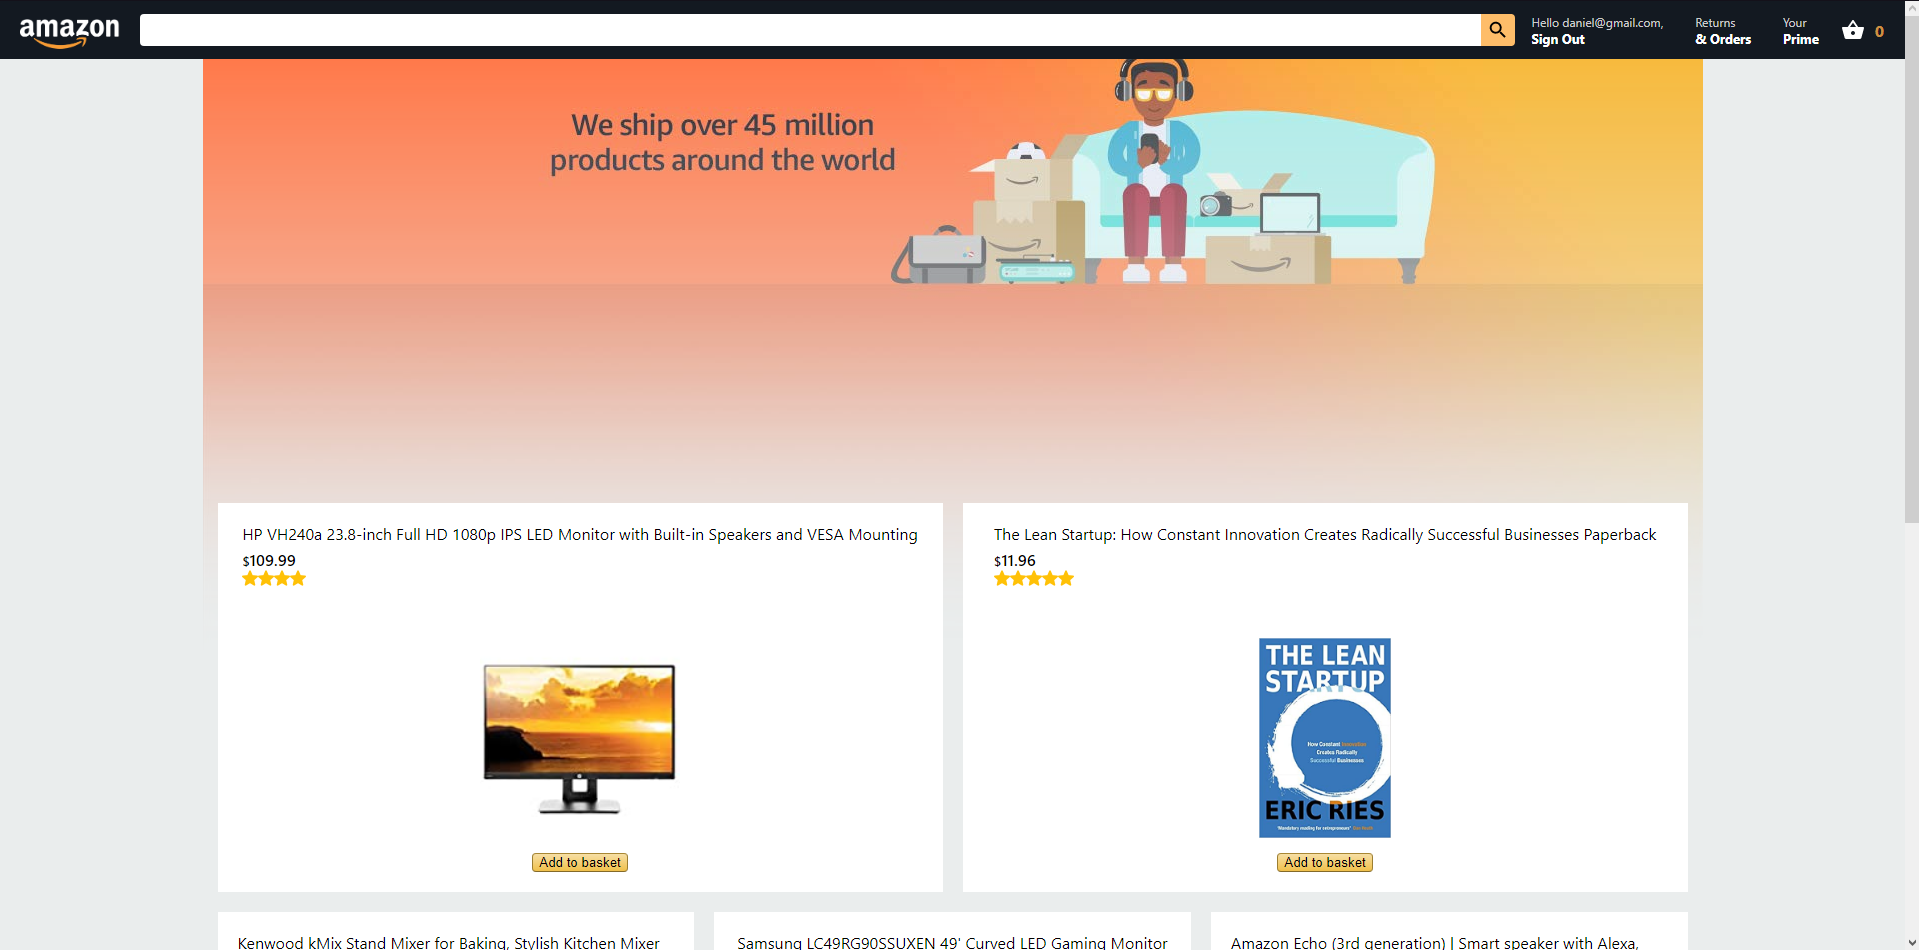 amazon
Hello daniel@gmail.com,
Sign Out
Returns
& Orders
Your
Prime
0
We ship over 45 million
products around the world
HP VH240a 23.8-inch Full HD 1080p IPS LED Monitor with Built-in Speakers and VESA Mounting
$109.99
Add to basket
The Lean Startup: How Constant Innovation Creates Radically Successful Businesses Paperback
$11.96
THE LEAN
STARTUP
How Constant Innovation
Creates Radically
Successful Businesses
ERIC RIES
'Mandatory reading for entrepreneurs'
Add to basket
Kenwood kMix Stand Mixer for Baking, Stylish Kitchen Mixer
Samsung LC49RG90SSUXEN 49' Curved LED Gaming Monitor
Amazon Echo (3rd generation) | Smart speaker with Alexa,